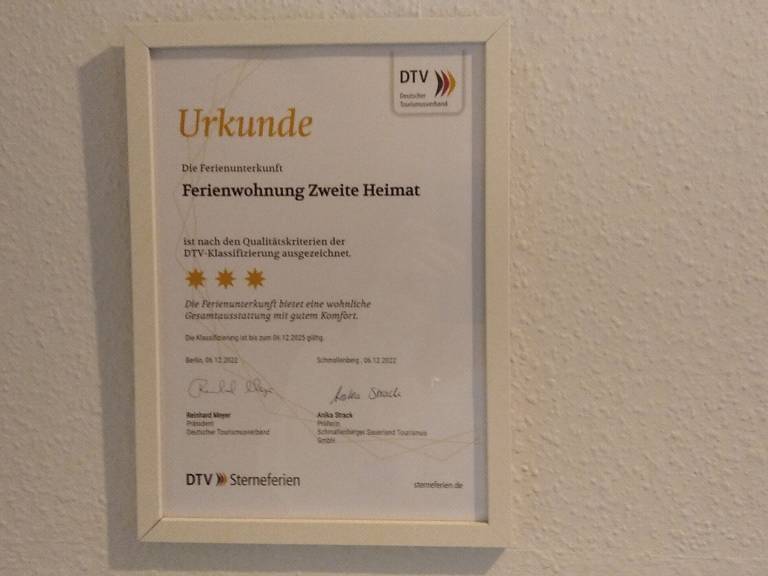 DTV
Deutscher
Tourismusverband
Urkunde
Die Ferienunterkunft
Ferienwohnung Zweite Heimat
ist nach den Qualitätskriterien der
DTV-Klassifizierung ausgezeichnet.
Die Ferienunterkunft bietet eine wohnliche
Gesamtausstattung mit gutem Komfort.
Die Klassifizierung ist bis zum 06.12.2025 gültig.
Berlin, 06.12.2022
Schmallenberg , 06.12.2022
Anika Strack
Reinhard Meyer
Präsident
Deutscher Tourismusverband
Anika Strack
Prüferin
Schmallenberger Sauerland Tourismus
GmbH
DTV Sterneferien
sterneferien.de